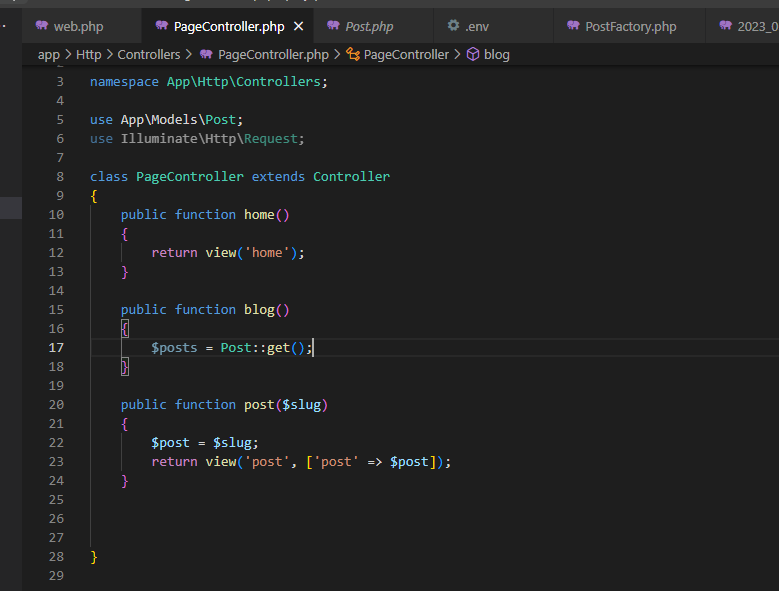 web.php PageController.php Post.php .env PostFactory.php 2023_0
app > Http > Controllers > PageController.php > PageController > blog
3 namespace App\Http\Controllers;
4
5 use App\Models\Post;
6 use Illuminate\Http\Request;
7
8 class PageController extends Controller
9 {
10 public function home()
11 {
12 return view('home');
13 }
14
15 public function blog()
16 {
17 $posts = Post::get();
18 }
19
20 public function post($slug)
21 {
22 $post = $slug;
23 return view('post', ['post' => $post]);
24 }
25
26
27
28 }
29